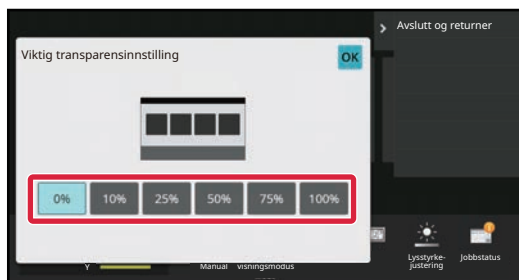 Avslutt og returner
Viktig transparensinnstilling
OK
0% 10% 25% 50% 75% 100%
Y
Manual visningsmodus
Lysstyrke-
justering
Jobbstatus